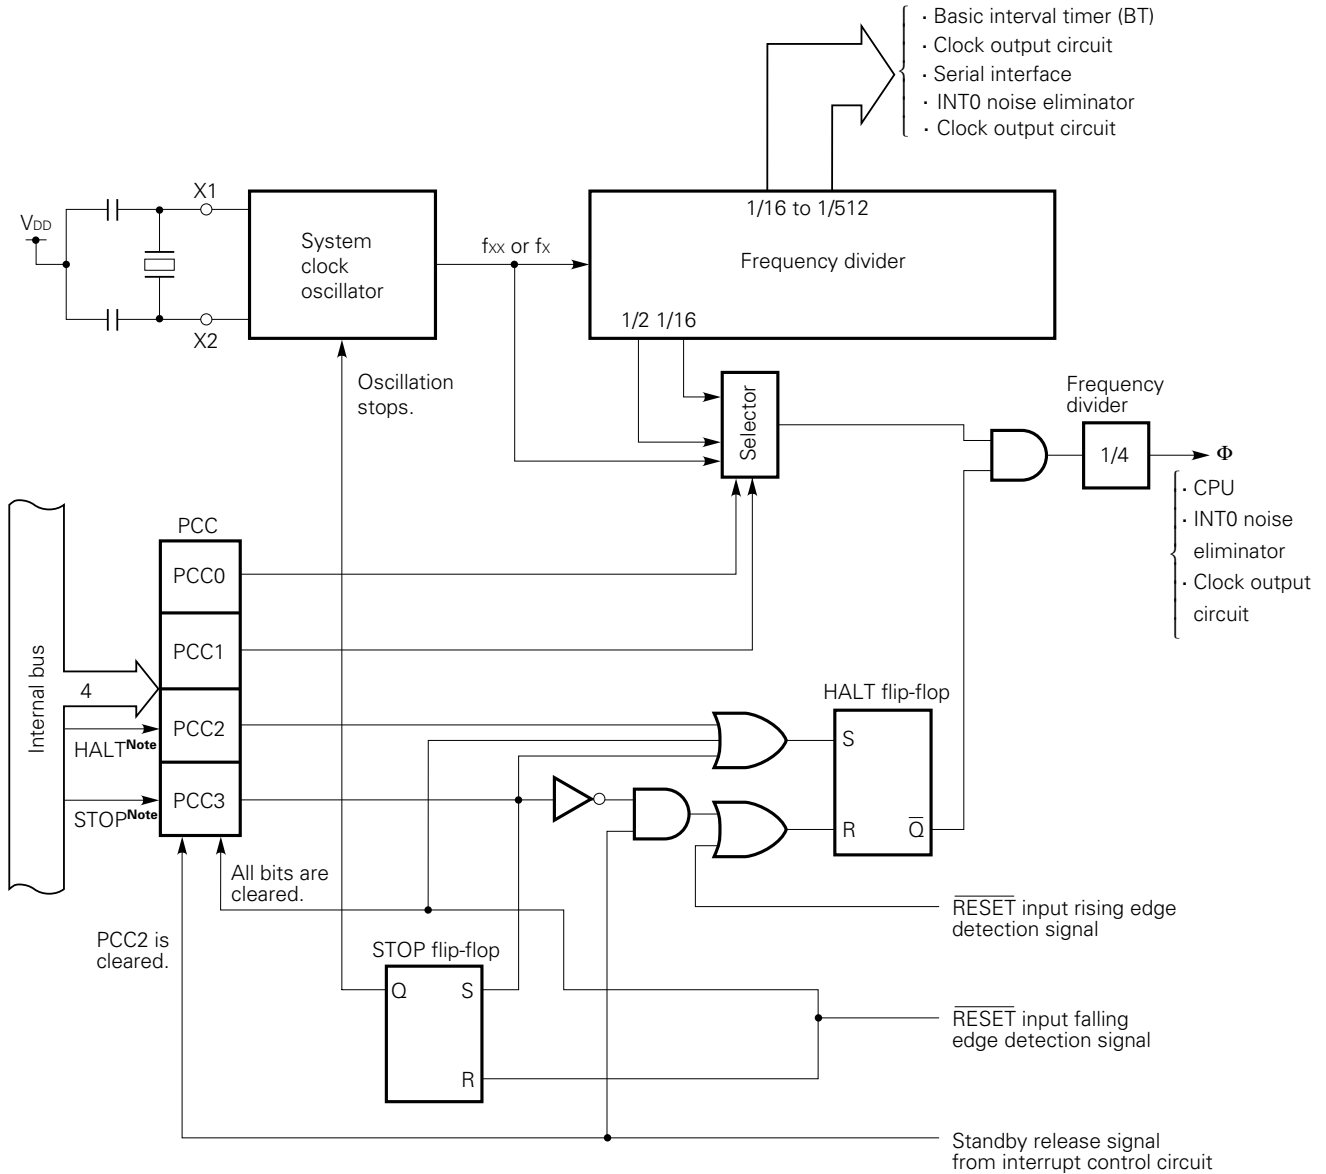 · Basic interval timer (BT)
· Clock output circuit
· Serial interface
· INT0 noise eliminator
· Clock output circuit
X1
VDD
System
clock
oscillator
fXX or fX
1/16 to 1/512
Frequency divider
1/2 1/16
X2
Oscillation
stops.
Selector
Frequency
divider
1/4
Φ
· CPU
· INT0 noise
eliminator
· Clock output
circuit
PCC
PCC0
PCC1
PCC2
PCC3
Internal bus
4
HALTNote
STOPNote
HALT flip-flop
S
R
Q̅
All bits are
cleared.
PCC2 is
cleared.
STOP flip-flop
Q
S
R
R̅E̅S̅E̅T̅ input rising edge
detection signal
R̅E̅S̅E̅T̅ input falling
edge detection signal
Standby release signal
from interrupt control circuit